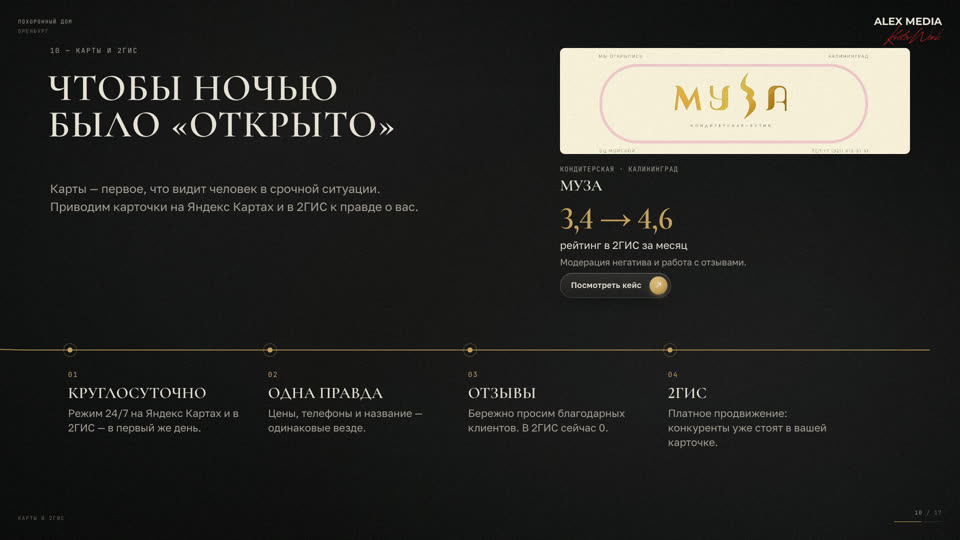 ПОХОРОННЫЙ ДОМ
ОРЕНБУРГ
ALEX MEDIA
10 — КАРТЫ И 2ГИС
ЧТОБЫ НОЧЬЮ
БЫЛО «ОТКРЫТО»
Карты — первое, что видит человек в срочной ситуации.
Приводим карточки на Яндекс Картах и в 2ГИС к правде о вас.
МЫ ОТКРЫЛИСЬ
КАЛИНИНГРАД
МУЗА
КОНДИТЕРСКАЯ-БУТИК
КОНДИТЕРСКАЯ · КАЛИНИНГРАД
МУЗА
3,4 → 4,6
рейтинг в 2ГИС за месяц
Модерация негатива и работа с отзывами.
Посмотреть кейс
01
КРУГЛОСУТОЧНО
Режим 24/7 на Яндекс Картах и в
2ГИС — в первый же день.
02
ОДНА ПРАВДА
Цены, телефоны и название —
одинаковые везде.
03
ОТЗЫВЫ
Бережно просим благодарных
клиентов. В 2ГИС сейчас 0.
04
2ГИС
Платное продвижение:
конкуренты уже стоят в вашей
карточке.
КАРТЫ И 2ГИС
10 / 17